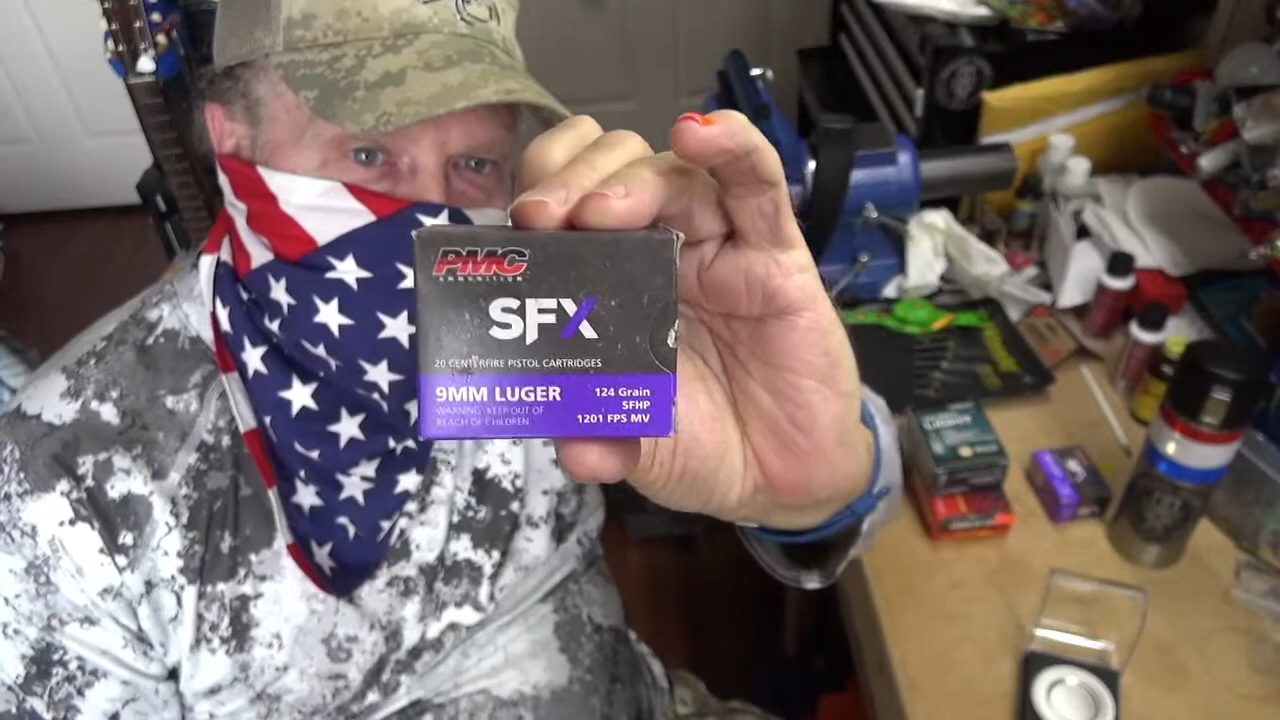 PMC
AMMUNITION
SFX
20 CENTERFIRE PISTOL CARTRIDGES
9MM LUGER
124 Grain
SFHP
1201 FPS MV
WARNING: KEEP OUT OF
REACH OF CHILDREN